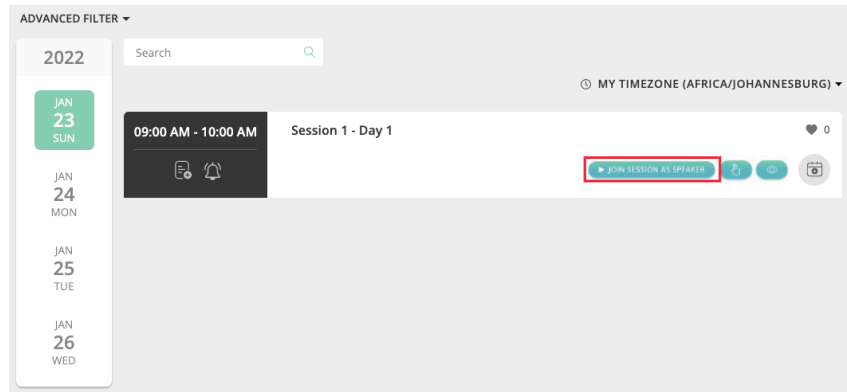 ADVANCED FILTER
2022
Search
MY TIMEZONE (AFRICA/JOHANNESBURG)
JAN
23
SUN
09:00 AM - 10:00 AM
Session 1 - Day 1
0
JOIN SESSION AS SPEAKER
JAN
24
MON
JAN
25
TUE
JAN
26
WED